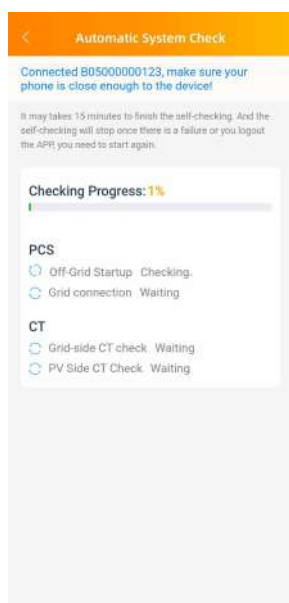 Automatic System Check
Connected B05000000123, make sure your
phone is close enough to the device!
It may takes 15 minutes to finish the self-checking. And the
self-checking will stop once there is a failure or you logout
the APP, you need to start again.
Checking Progress:1%
PCS
Off-Grid Startup Checking.
Grid connection Waiting
CT
Grid-side CT check Waiting
PV Side CT Check Waiting